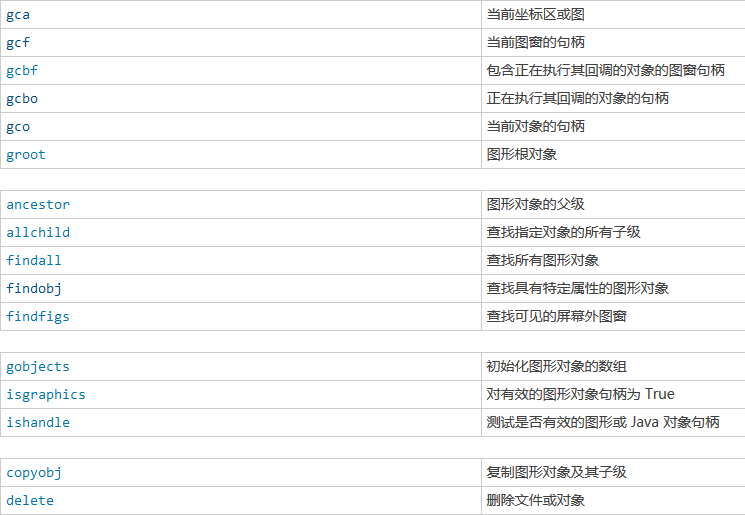 gca 当前坐标区或图
gcf 当前图窗的句柄
gcbf 包含正在执行其回调的对象的图窗句柄
gcbo 正在执行其回调的对象的句柄
gco 当前对象的句柄
groot 图形根对象
ancestor 图形对象的父级
allchild 查找指定对象的所有子级
findall 查找所有图形对象
findobj 查找具有特定属性的图形对象
findfigs 查找可见的屏幕外图窗
gobjects 初始化图形对象的数组
isgraphics 对有效的图形对象句柄为 True
ishandle 测试是否有效的图形或 Java 对象句柄
copyobj 复制图形对象及其子级
delete 删除文件或对象